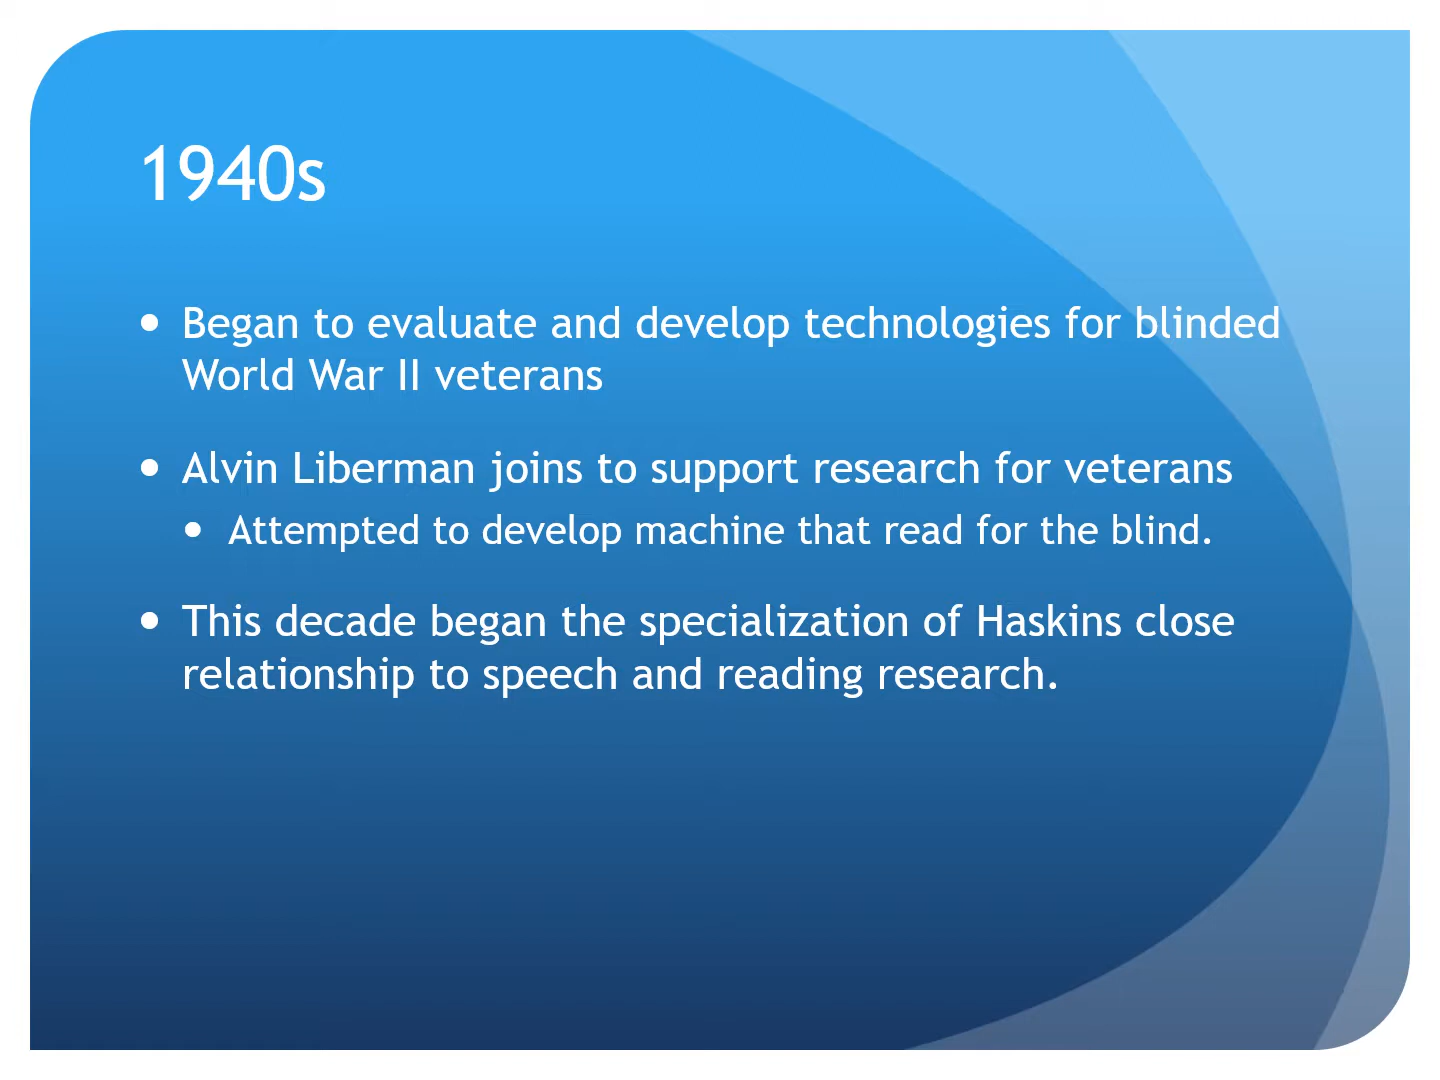 1940s
• Began to evaluate and develop technologies for blinded
World War II veterans
• Alvin Liberman joins to support research for veterans
• Attempted to develop machine that read for the blind.
• This decade began the specialization of Haskins close
relationship to speech and reading research.